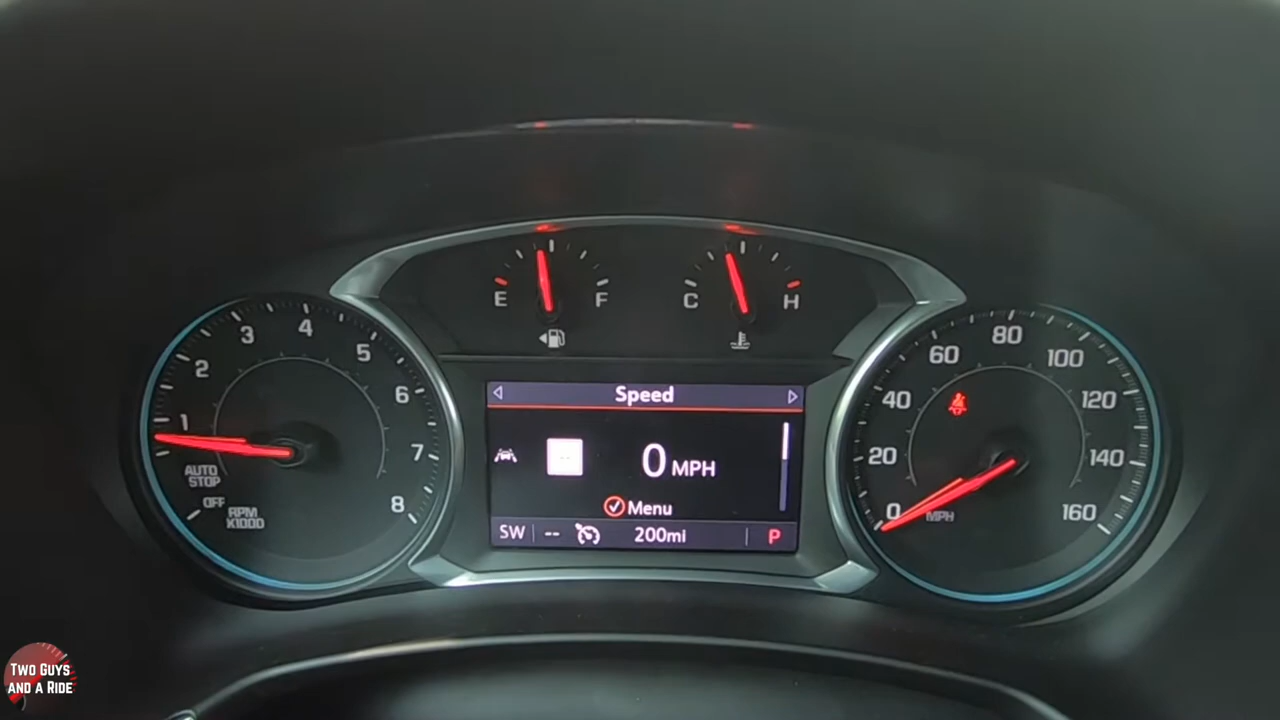 E F
C H
1 2 3 4 5 6 7 8
AUTO
STOP
OFF
RPM
X1000
Speed
0 MPH
Menu
SW -- 200mi P
0 20 40 60 80 100 120 140 160
MPH
TWO GUYS
AND A RIDE